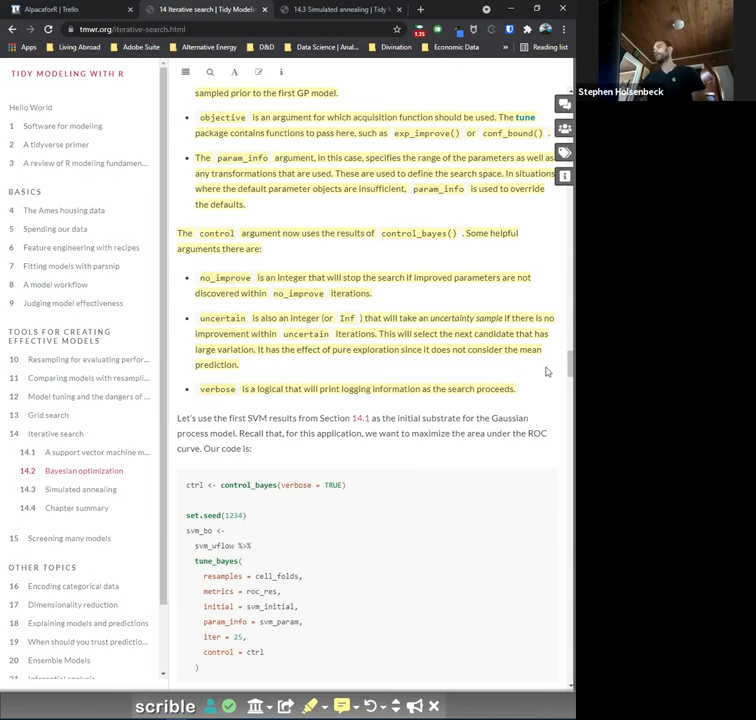 AlpacaforR | Trello
14 Iterative search | Tidy Modeli
14.3 Simulated annealing | Tidy
tmwr.org/iterative-search.html
1.35
Apps
Living Abroad
Adobe Suite
Alternative Energy
D&D
Data Science, Anal...
Divination
Economic Data
Reading list
Stephen Holsenbeck
TIDY MODELING WITH R
Hello World
1 Software for modeling
2 A tidyverse primer
3 A review of R modeling fundamen...
BASICS
4 The Ames housing data
5 Spending our data
6 Feature engineering with recipes
7 Fitting models with parsnip
8 A model workflow
9 Judging model effectiveness
TOOLS FOR CREATING
EFFECTIVE MODELS
10 Resampling for evaluating perfor...
11 Comparing models with resampli...
12 Model tuning and the dangers of ...
13 Grid search
14 Iterative search
14.1 A support vector machine m...
14.2 Bayesian optimization
14.3 Simulated annealing
14.4 Chapter summary
15 Screening many models
OTHER TOPICS
16 Encoding categorical data
17 Dimensionality reduction
18 Explaining models and predictions
19 When should you trust predictio...
20 Ensemble Models
21 Inferential analysis
sampled prior to the first GP model.
objective is an argument for which acquisition function should be used. The tune
package contains functions to pass here, such as exp_improve() or conf_bound() .
The param_info argument, in this case, specifies the range of the parameters as well as
any transformations that are used. These are used to define the search space. In situations
where the default parameter objects are insufficient, param_info is used to override
the defaults.
The control argument now uses the results of control_bayes() . Some helpful
arguments there are:
no_improve is an integer that will stop the search if improved parameters are not
discovered within no_improve iterations.
uncertain is also an integer (or Inf ) that will take an uncertainty sample if there is no
improvement within uncertain iterations. This will select the next candidate that has
large variation. It has the effect of pure exploration since it does not consider the mean
prediction.
verbose is a logical that will print logging information as the search proceeds.
Let's use the first SVM results from Section 14.1 as the initial substrate for the Gaussian
process model. Recall that, for this application, we want to maximize the area under the ROC
curve. Our code is:
ctrl <- control_bayes(verbose = TRUE)
set.seed(1234)
svm_bo <-
svm_wflow %>%
tune_bayes(
resamples = cell_folds,
metrics = roc_res,
initial = svm_initial,
param_info = svm_param,
iter = 25,
control = ctrl
)
scrible